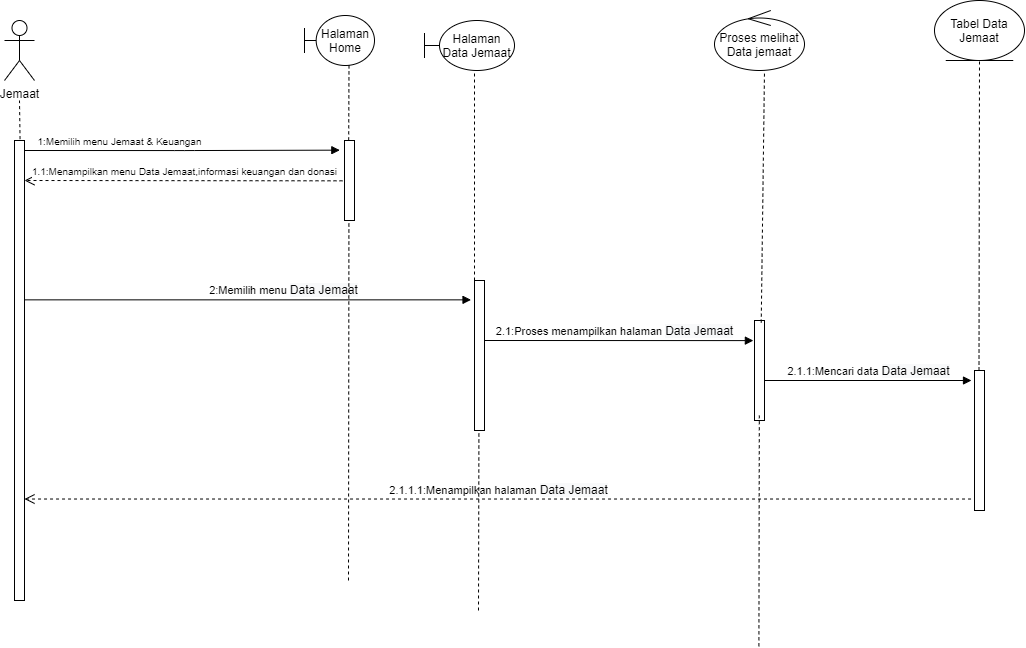 Halaman
Home
Halaman
Data Jemaat
Proses melihat
Data jemaat
Tabel Data
Jemaat
Jemaat
1:Memilih menu Jemaat & Keuangan
1.1:Menampilkan menu Data Jemaat,informasi keuangan dan donasi
2:Memilih menu Data Jemaat
2.1:Proses menampilkan halaman Data Jemaat
2.1.1:Mencari data Data Jemaat
2.1.1.1:Menampilkan halaman Data Jemaat